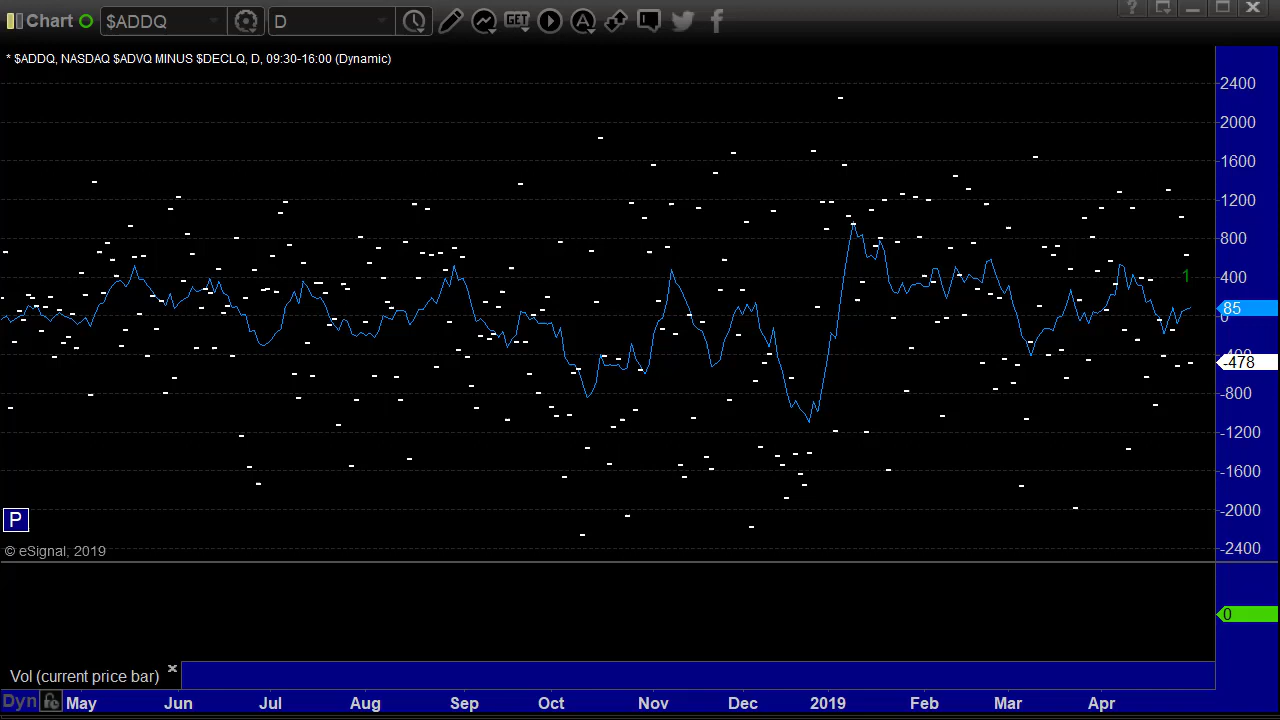 Chart $ADDQ D GET A ?
* $ADDQ, NASDAQ $ADVQ MINUS $DECLQ, D, 09:30-16:00 (Dynamic)
2400
2000
1600
1200
800
400
1
85
0
-400
-478
-800
-1200
-1600
-2000
P
-2400
© eSignal, 2019
0
Vol (current price bar) ×
Dyn May Jun Jul Aug Sep Oct Nov Dec 2019 Feb Mar Apr